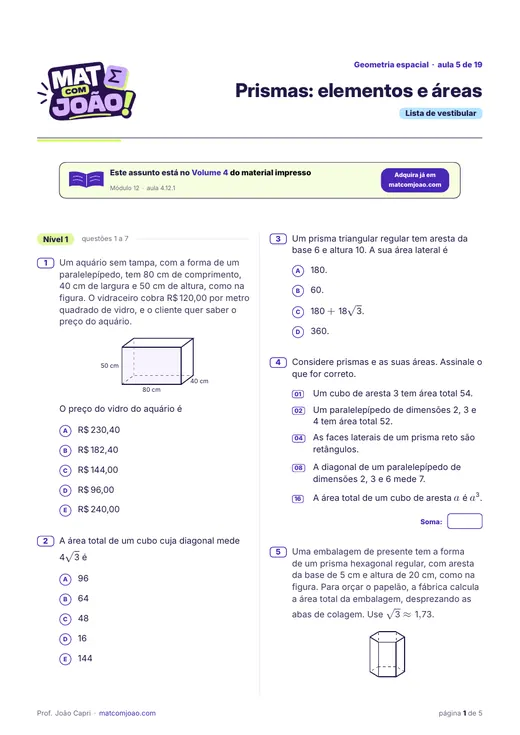 MAT
COM
JOÃO!
Σ
Geometria espacial · aula 5 de 19
Prismas: elementos e áreas
Lista de vestibular
Este assunto está no Volume 4 do material impresso
Módulo 12 · aula 4.12.1
Adquira já em
matcomjoao.com
Nível 1 questões 1 a 7
1 Um aquário sem tampa, com a forma de um
paralelepípedo, tem 80 cm de comprimento,
40 cm de largura e 50 cm de altura, como na
figura. O vidraceiro cobra R$ 120,00 por metro
quadrado de vidro, e o cliente quer saber o
preço do aquário.
50 cm
40 cm
80 cm
O preço do vidro do aquário é
A R$ 230,40
B R$ 182,40
C R$ 144,00
D R$ 96,00
E R$ 240,00
2 A área total de um cubo cuja diagonal mede
4√3 é
A 96
B 64
C 48
D 16
E 144
3 Um prisma triangular regular tem aresta da
base 6 e altura 10. A sua área lateral é
A 180.
B 60.
C 180 + 18√3.
D 360.
4 Considere prismas e as suas áreas. Assinale o
que for correto.
01 Um cubo de aresta 3 tem área total 54.
02 Um paralelepípedo de dimensões 2, 3 e
4 tem área total 52.
04 As faces laterais de um prisma reto são
retângulos.
08 A diagonal de um paralelepípedo de
dimensões 2, 3 e 6 mede 7.
16 A área total de um cubo de aresta a é a³.
Soma:
5 Uma embalagem de presente tem a forma
de um prisma hexagonal regular, com aresta
da base de 5 cm e altura de 20 cm, como na
figura. Para orçar o papelão, a fábrica calcula
a área total da embalagem, desprezando as
abas de colagem. Use √3 ≈ 1,73.
Prof. João Capri · matcomjoao.com
página 1 de 5